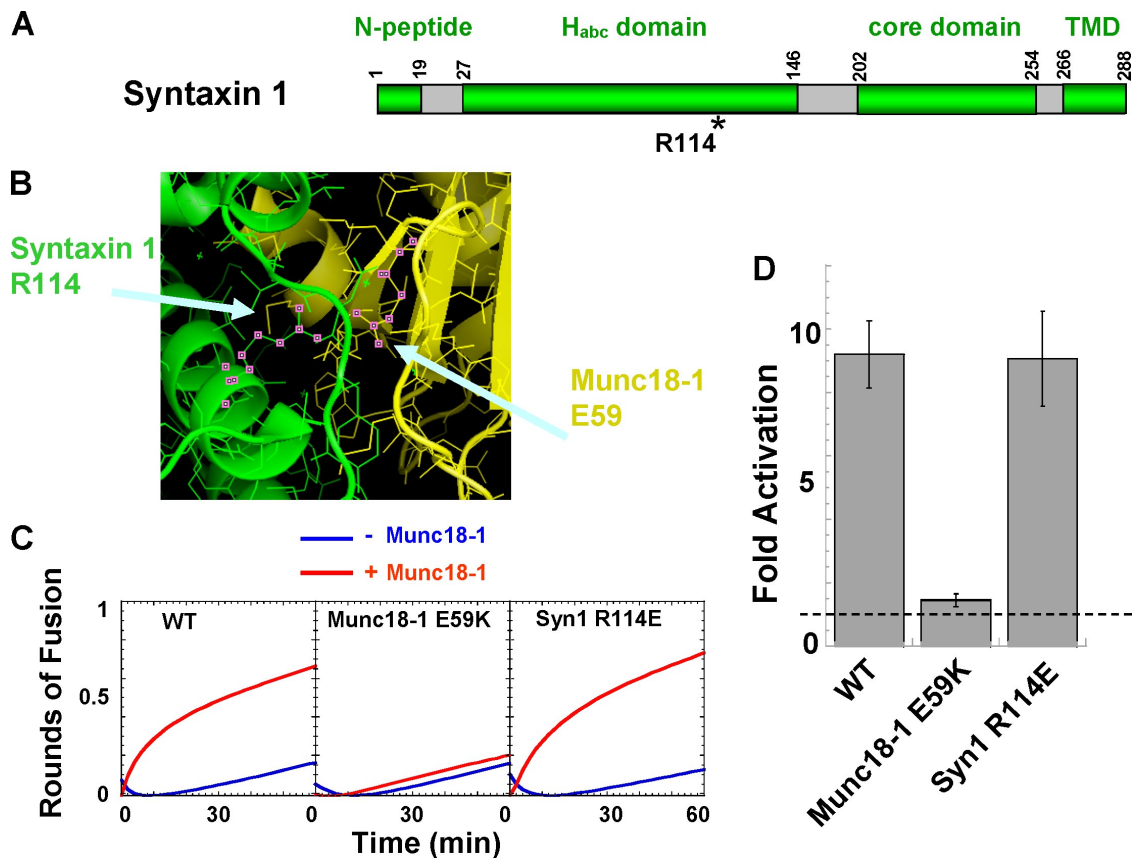 A
N-peptide Habc domain core domain TMD
1 19 27 146 202 254 266 288
Syntaxin 1
R114*
B
Syntaxin 1
R114
Munc18-1
E59
C
- Munc18-1
+ Munc18-1
Rounds of Fusion
1
0.5
0
WT
Munc18-1 E59K
Syn1 R114E
0 30 0 30 0 30 60
Time (min)
D
Fold Activation
10
5
0
WT
Munc18-1 E59K
Syn1 R114E